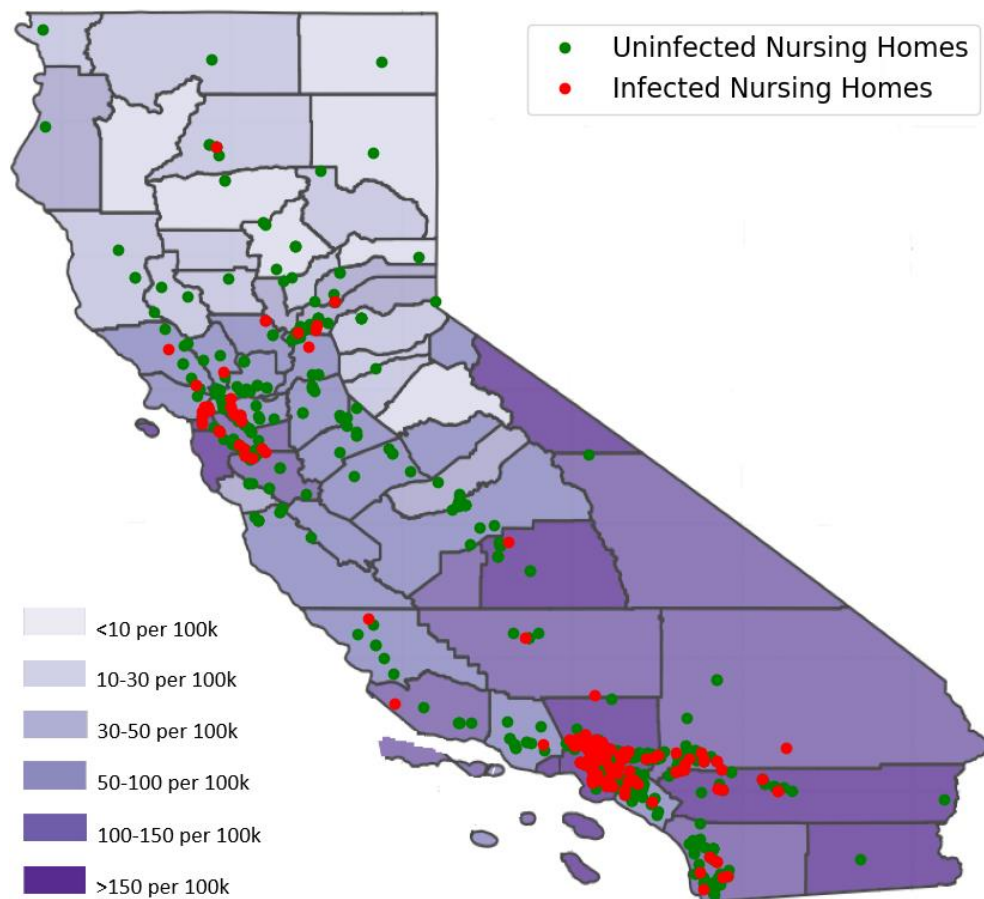 Uninfected Nursing Homes
Infected Nursing Homes
<10 per 100k
10-30 per 100k
30-50 per 100k
50-100 per 100k
100-150 per 100k
>150 per 100k